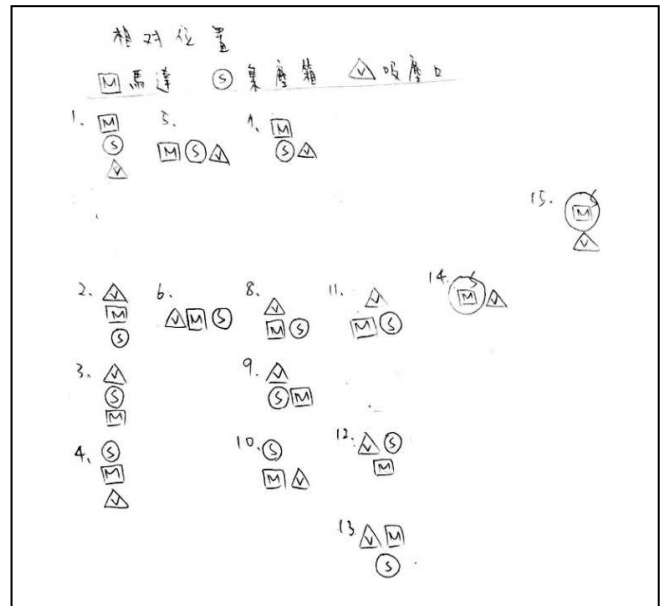 相对位置
M 馬達 S 集塵箱 V 吸塵口
1. M
S
V
5.
M S V
7. M
S V
15. S
M
V
2. V
M
S
6.
V M S
8.
V
M S
11.
V
M S
14. S
M V
3. V
S
M
9. V
S M
4. S
M
V
10. S
M V
12. V S
M
13. V M
S